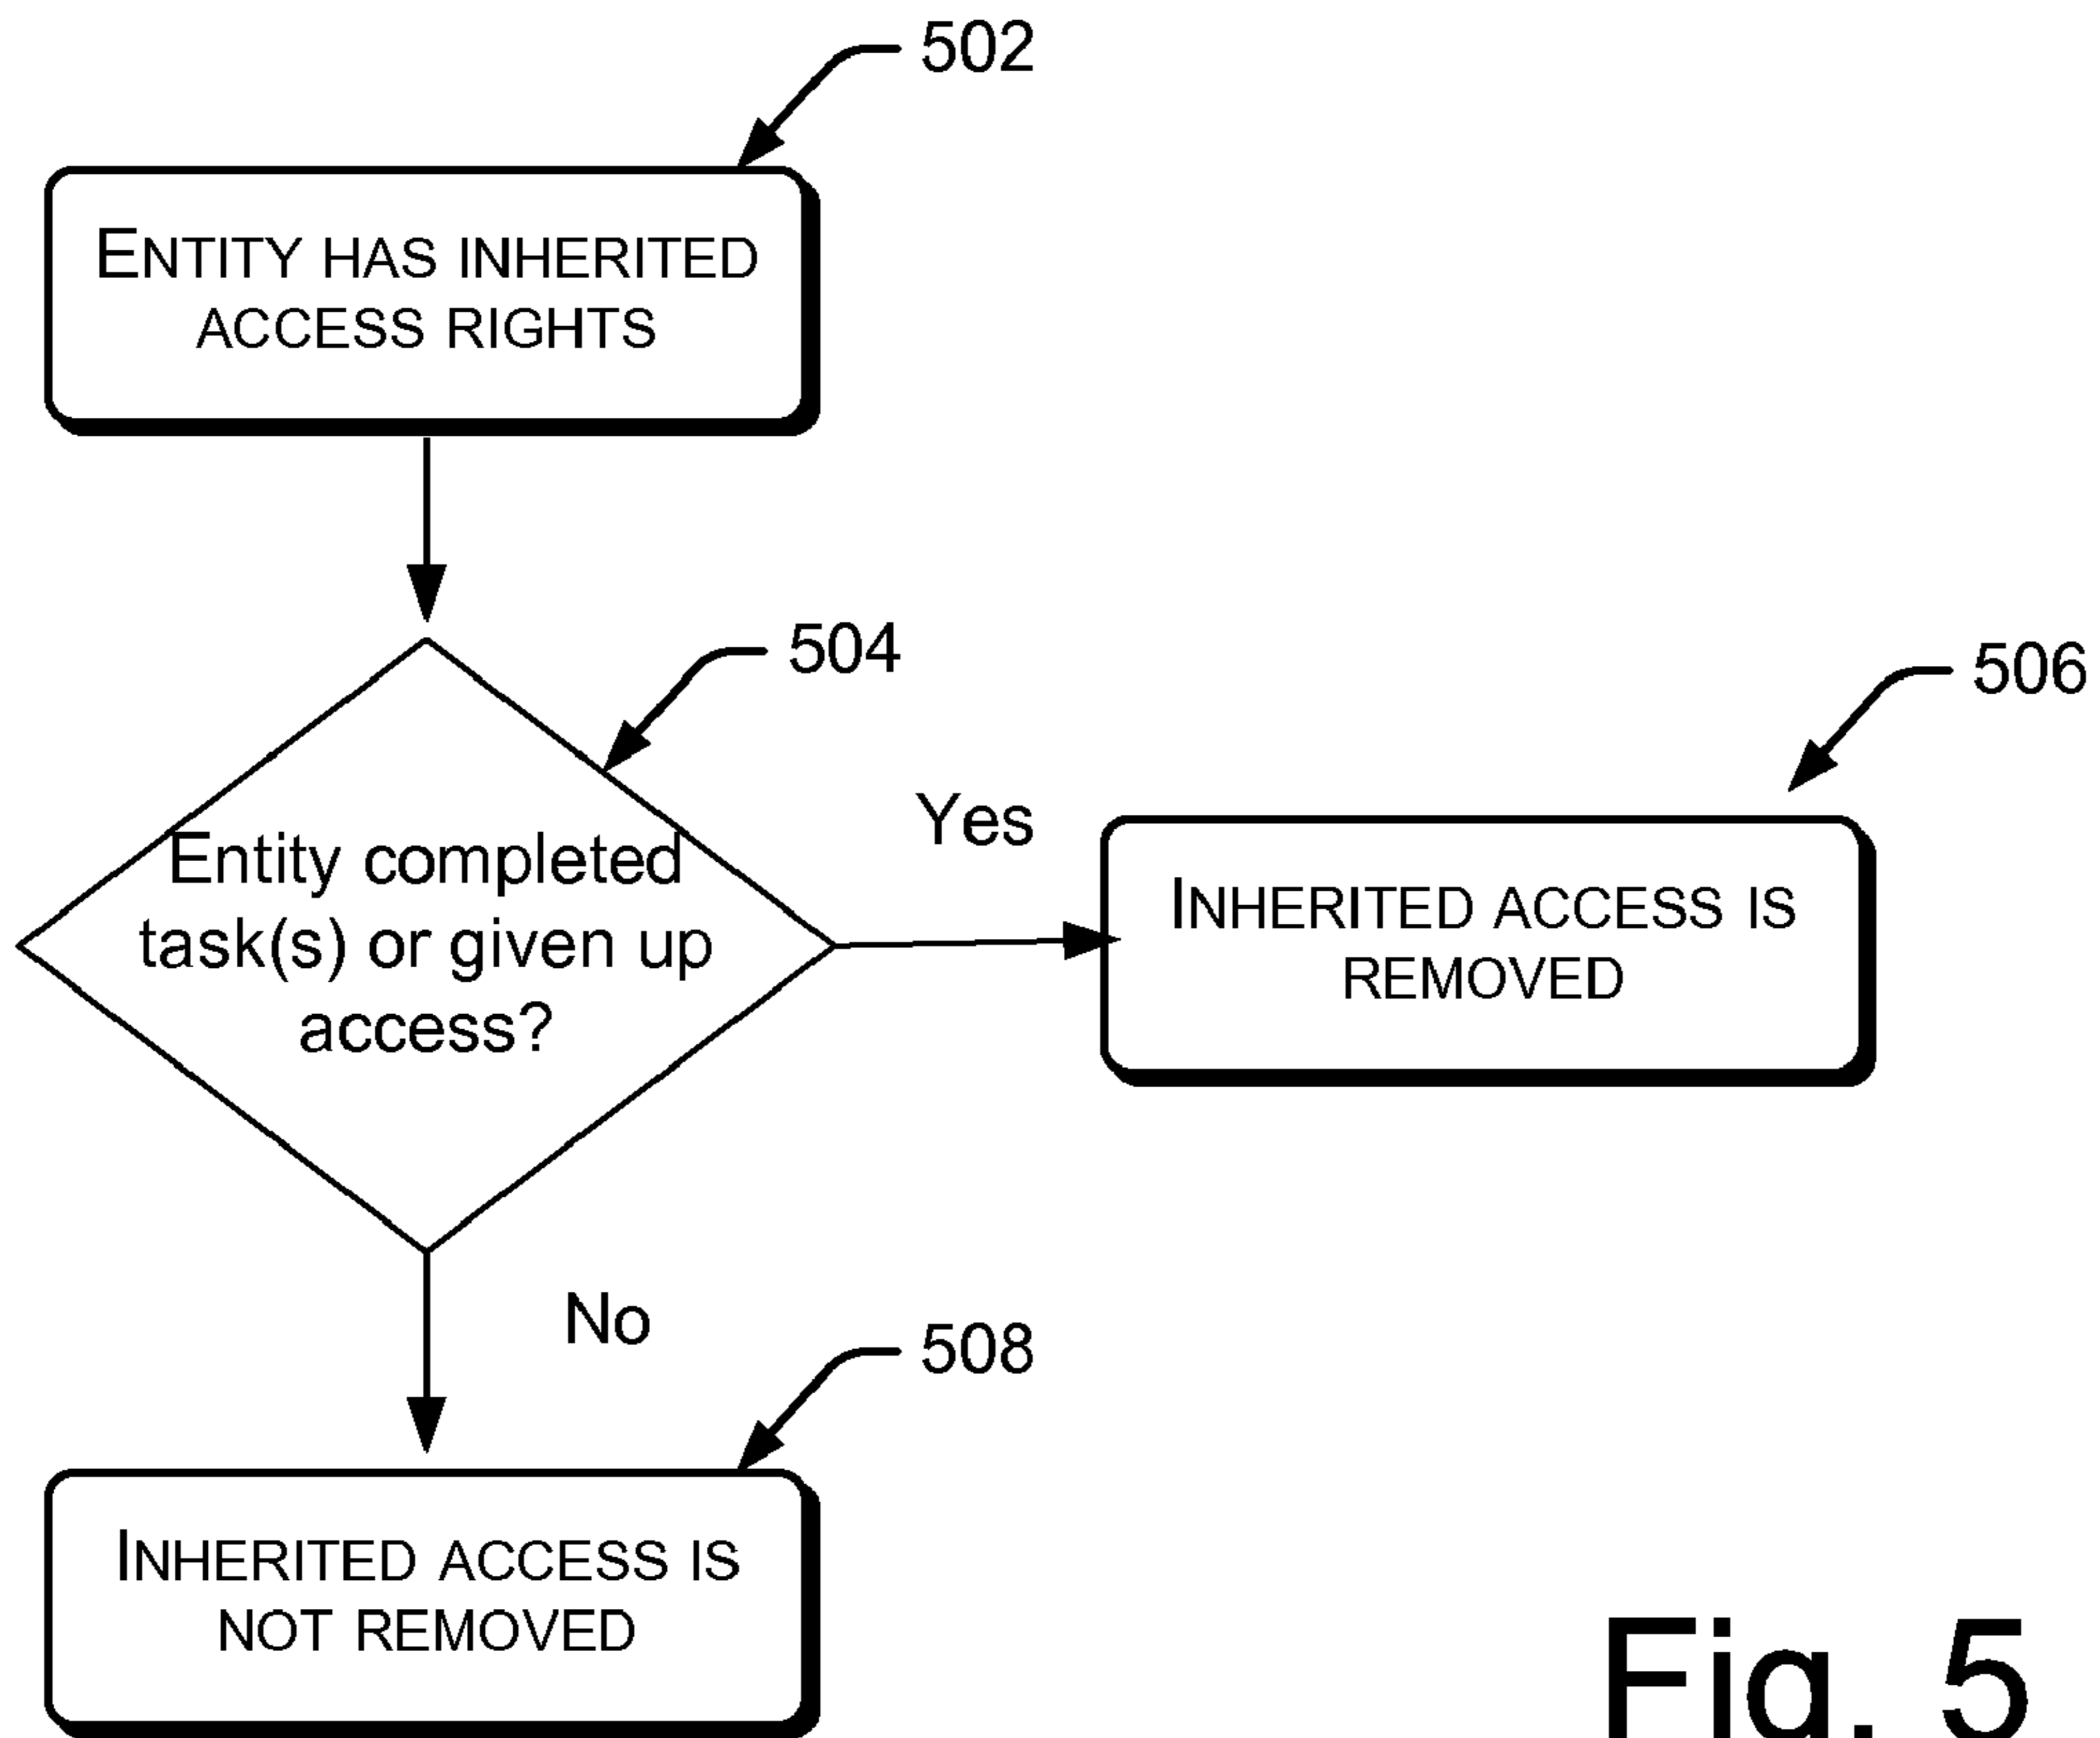 502
ENTITY HAS INHERITED
ACCESS RIGHTS
504
506
Entity completed
task(s) or given up
access?
Yes
INHERITED ACCESS IS
REMOVED
No
508
INHERITED ACCESS IS
NOT REMOVED
Fig. 5